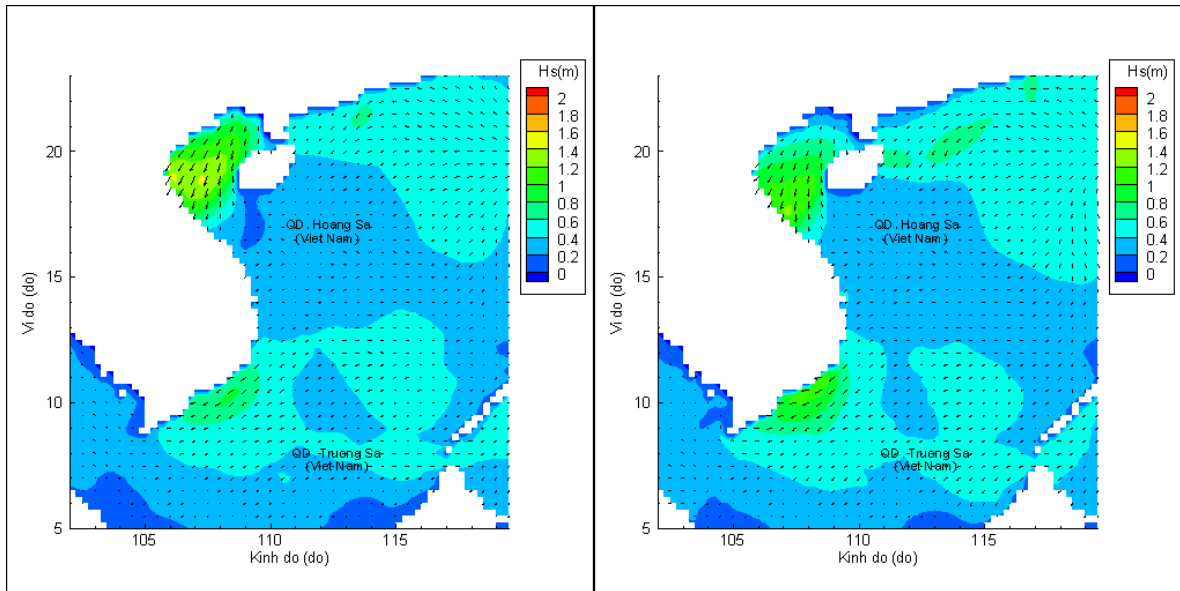 Hs(m)
2
1.8
1.6
1.4
1.2
1
0.8
0.6
0.4
0.2
0
20
15
10
5
Vi do (do)
QD. Hoang Sa
(Viet Nam)
QD. Truong Sa
(Viet Nam)
105
110
115
Kinh do (do)
Hs(m)
2
1.8
1.6
1.4
1.2
1
0.8
0.6
0.4
0.2
0
20
15
10
5
Vi do (do)
QD. Hoang Sa
(Viet Nam)
QD. Truong Sa
(Viet Nam)
105
110
115
Kinh do (do)